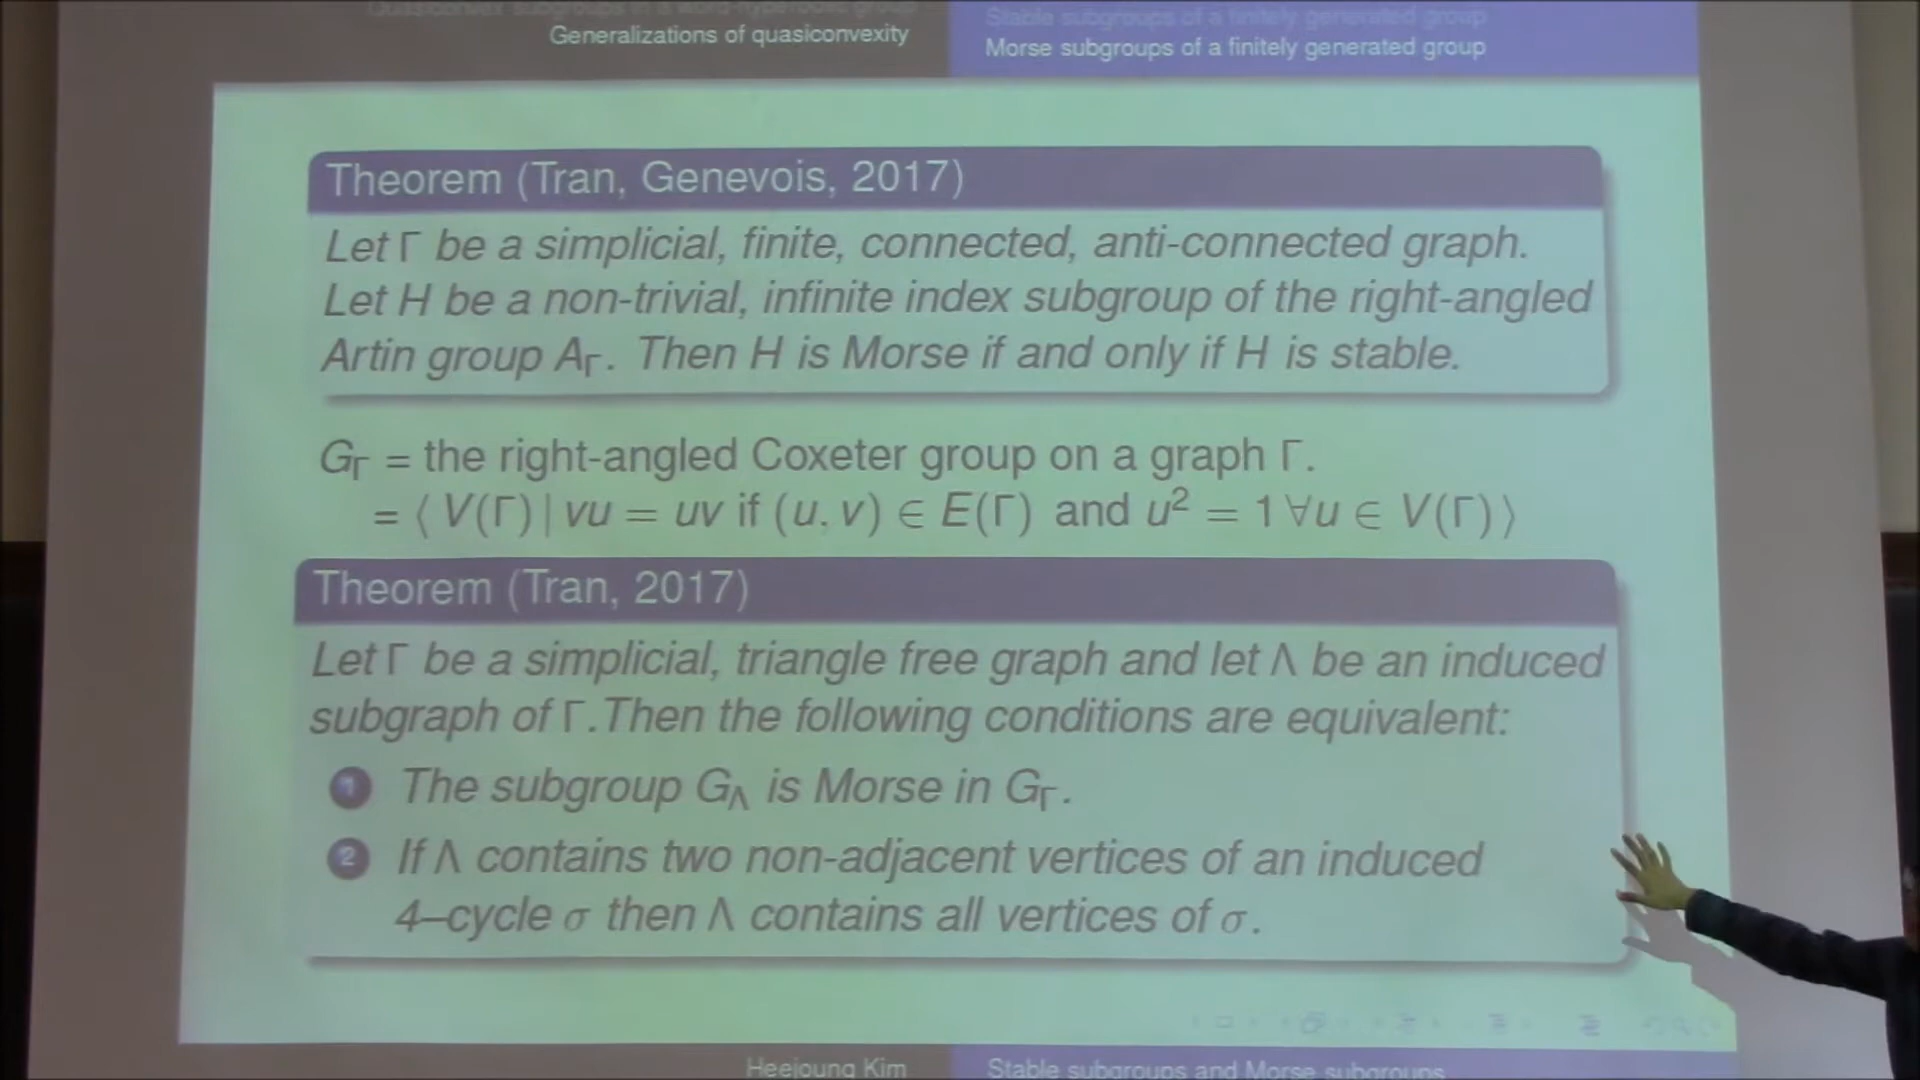 Quasiconvex subgroups in a word-hyperbolic group
Generalizations of quasiconvexity
Stable subgroups of a finitely generated group
Morse subgroups of a finitely generated group
Theorem (Tran, Genevois, 2017)
Let Γ be a simplicial, finite, connected, anti-connected graph.
Let H be a non-trivial, infinite index subgroup of the right-angled
Artin group A_Γ. Then H is Morse if and only if H is stable.
G_Γ = the right-angled Coxeter group on a graph Γ.
= ⟨ V(Γ) | vu = uv if (u, v) ∈ E(Γ) and u² = 1 ∀u ∈ V(Γ) ⟩
Theorem (Tran, 2017)
Let Γ be a simplicial, triangle free graph and let Λ be an induced
subgraph of Γ.Then the following conditions are equivalent:
1 The subgroup G_Λ is Morse in G_Γ.
2 If Λ contains two non-adjacent vertices of an induced
4–cycle σ then Λ contains all vertices of σ.
Heejoung Kim
Stable subgroups and Morse subgroups